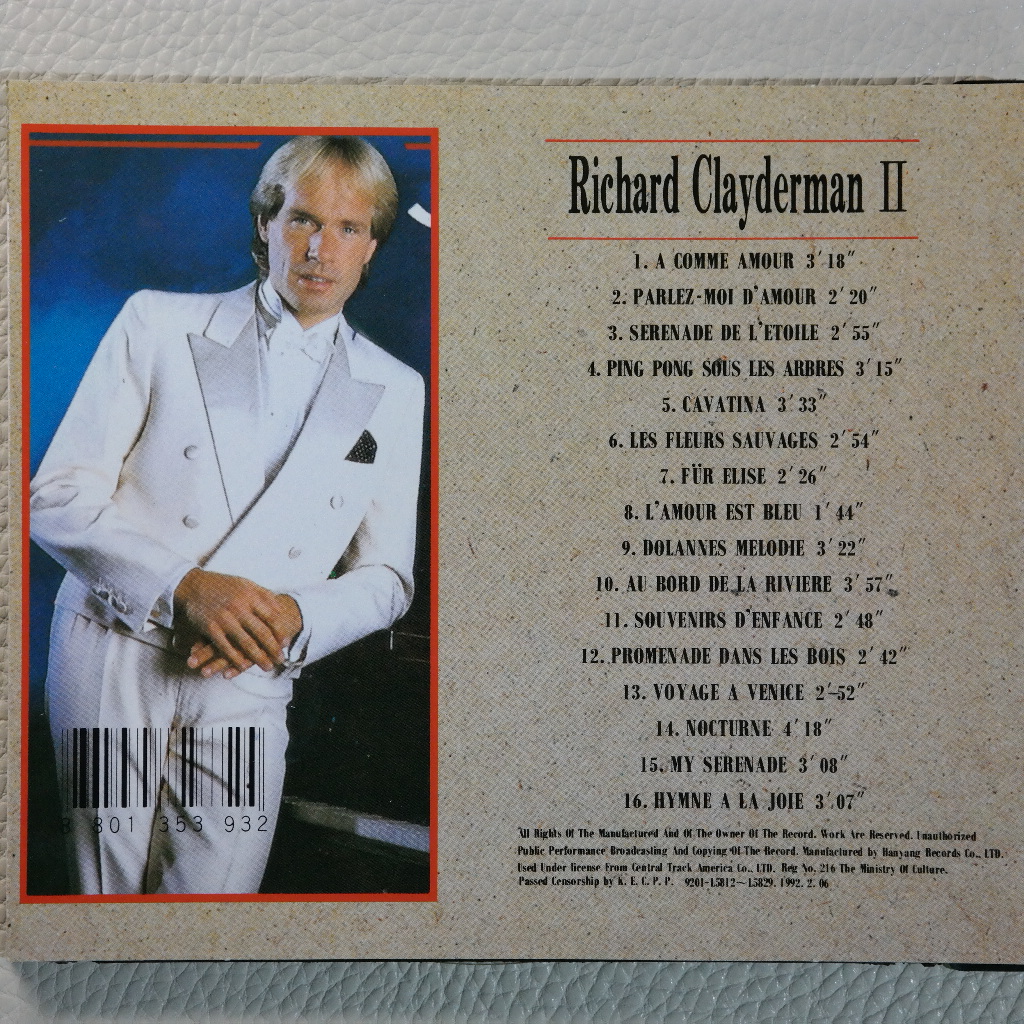 Richard Clayderman II
1. A COMME AMOUR 3′18″
2. PARLEZ-MOI D'AMOUR 2′20″
3. SERENADE DE L'ETOILE 2′55″
4. PING PONG SOUS LES ARBRES 3′15″
5. CAVATINA 3′33″
6. LES FLEURS SAUVAGES 2′54″
7. FÜR ELISE 2′26″
8. L'AMOUR EST BLEU 1′44″
9. DOLANNES MELODIE 3′22″
10. AU BORD DE LA RIVIERE 3′57″
11. SOUVENIRS D'ENFANCE 2′48″
12. PROMENADE DANS LES BOIS 2′42″
13. VOYAGE A VENICE 2′52″
14. NOCTURNE 4′18″
15. MY SERENADE 3′08″
16. HYMNE A LA JOIE 3′07″
All Rights Of The Manufactured And Of The Owner Of The Record. Work Are Reserved. Unauthorized
Public Performance Broadcasting And Copying Of The Record. Manufactured by Hanyang Records Co., LTD.
Used Under license From Central Track America Co., LTD. Reg No. 216 The Ministry Of Culture.
Passed Censorship by K. E. C. P. P. 9201-L5812~L5829. 1992. 2. 06
8 801 353 932